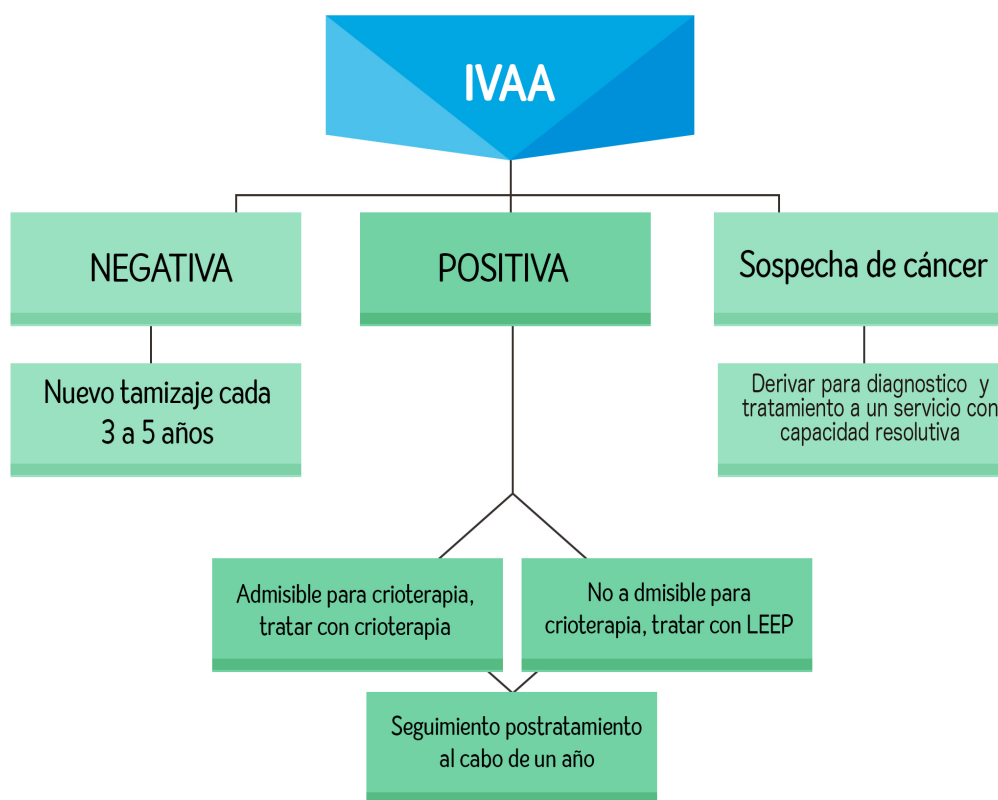 IVAA
NEGATIVA
POSITIVA
Sospecha de cáncer
Nuevo tamizaje cada
3 a 5 años
Derivar para diagnostico y
tratamiento a un servicio con
capacidad resolutiva
Admisible para crioterapia,
tratar con crioterapia
No a dmisible para
crioterapia, tratar con LEEP
Seguimiento postratamiento
al cabo de un año